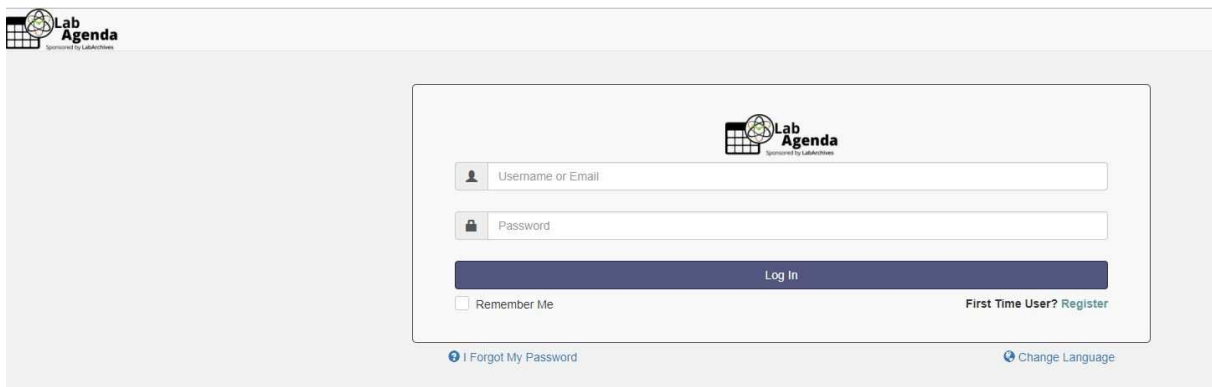 Lab
Agenda
Sponsored by LabArchives
Lab
Agenda
Sponsored by LabArchives
Username or Email
Password
Log In
Remember Me
First Time User? Register
I Forgot My Password
Change Language